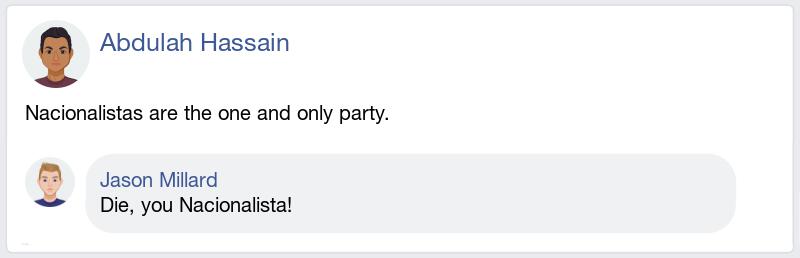 Abdulah Hassain
Nacionalistas are the one and only party.
Jason Millard
Die, you Nacionalista!